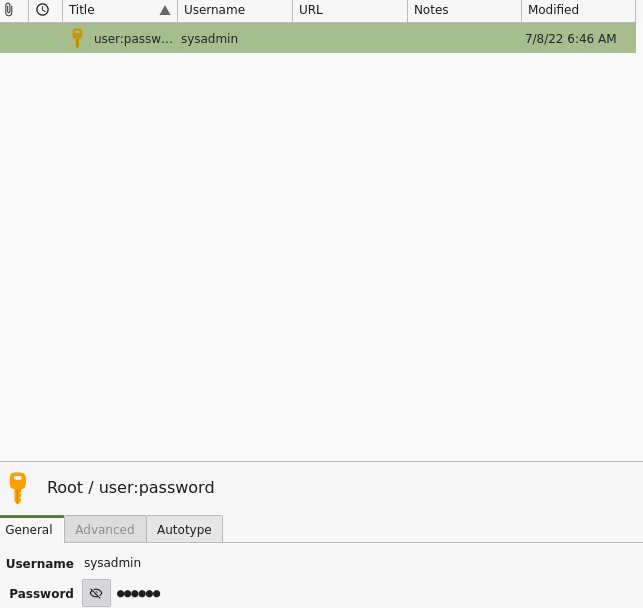 Title Username URL Notes Modified
user:passw... sysadmin 7/8/22 6:46 AM
Root / user:password
General Advanced Autotype
Username sysadmin
Password ●●●●●●